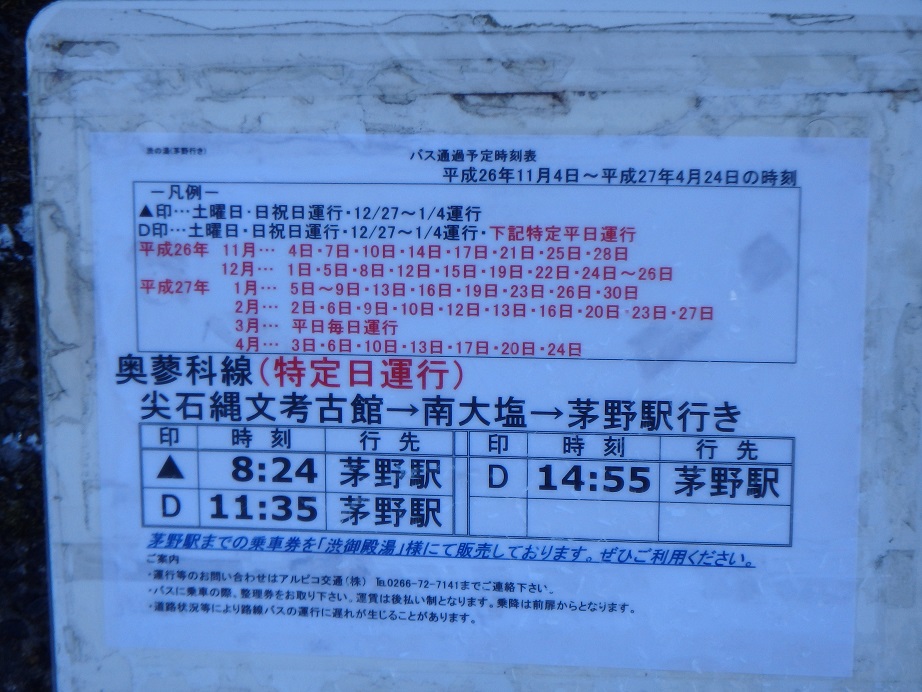 渋の湯(茅野行き)
バス通過予定時刻表
平成26年11月4日～平成27年4月24日の時刻
－凡例－
▲印…土曜日・日祝日運行・12/27～1/4運行
D印…土曜日・日祝日運行・12/27～1/4運行・下記特定平日運行
平成26年 11月… 4日・7日・10日・14日・17日・21日・25日・28日
12月… 1日・5日・8日・12日・15日・19日・22日・24日～26日
平成27年 1月… 5日～9日・13日・16日・19日・23日・26日・30日
2月… 2日・6日・9日・10日・12日・13日・16日・20日・23日・27日
3月… 平日毎日運行
4月… 3日・6日・10日・13日・17日・20日・24日
奥蓼科線(特定日運行)
尖石縄文考古館→南大塩→茅野駅行き
印 時刻 行先 印 時刻 行先
▲ 8:24 茅野駅 D 14:55 茅野駅
D 11:35 茅野駅
茅野駅までの乗車券を「渋御殿湯」様にて販売しております。ぜひご利用ください。
ご案内
・運行等のお問い合わせはアルピコ交通(株) ℡0266-72-7141までご連絡下さい。
・バスに乗車の際、整理券をお取り下さい。運賃は後払い制となります。乗降は前扉からとなります。
・道路状況等により路線バスの運行に遅れが生じることがあります。